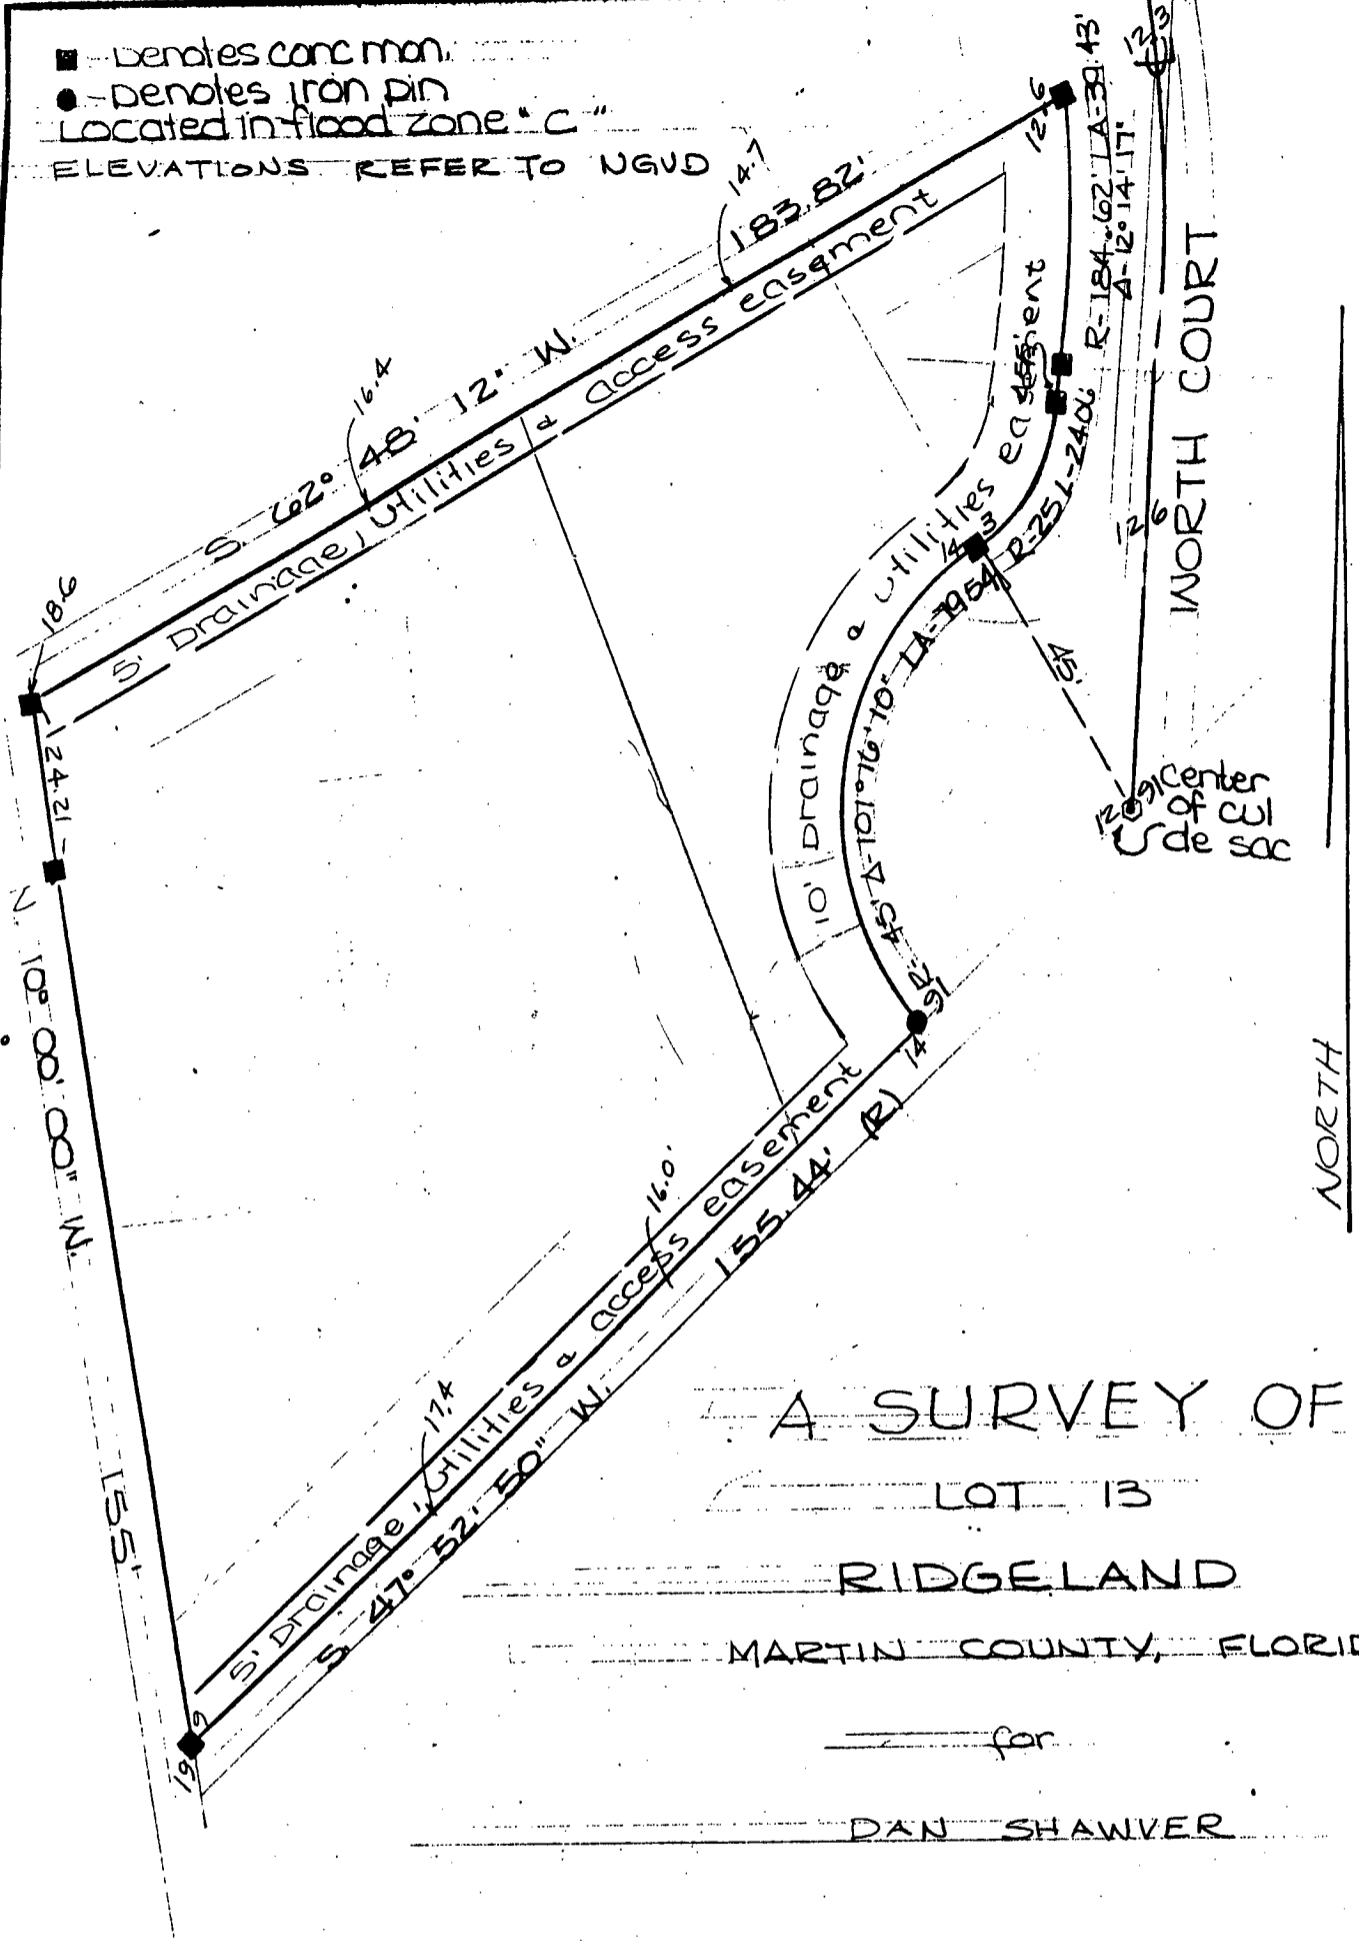 ■ - Denotes conc mon.
● - Denotes iron pin
Located in flood zone "C"
ELEVATIONS REFER TO NGVD
12.6
14.7
183.82'
16.4
S. 62° 48' 12" W.
18.6
5' Drainage, utilities & access easement
24.21
N. 10° 00' 00" W.
155'
R-184.62' LA-39.43'
Δ-12° 14' 17"
12.3
NORTH COURT
12.6
R-25 L-24.06
14.3
10' Drainage & utilities easement
R-45' Δ-101° 16' 10" LA-79.54
45'
12.91
Center
of cul
de sac
14.91
NORTH
5' Drainage, utilities & access easement
16.0'
17.4
S. 47° 52' 50" W. 155.44' (R)
19.9
A SURVEY OF
LOT 13
RIDGELAND
MARTIN COUNTY, FLORID
for
DAN SHAWVER